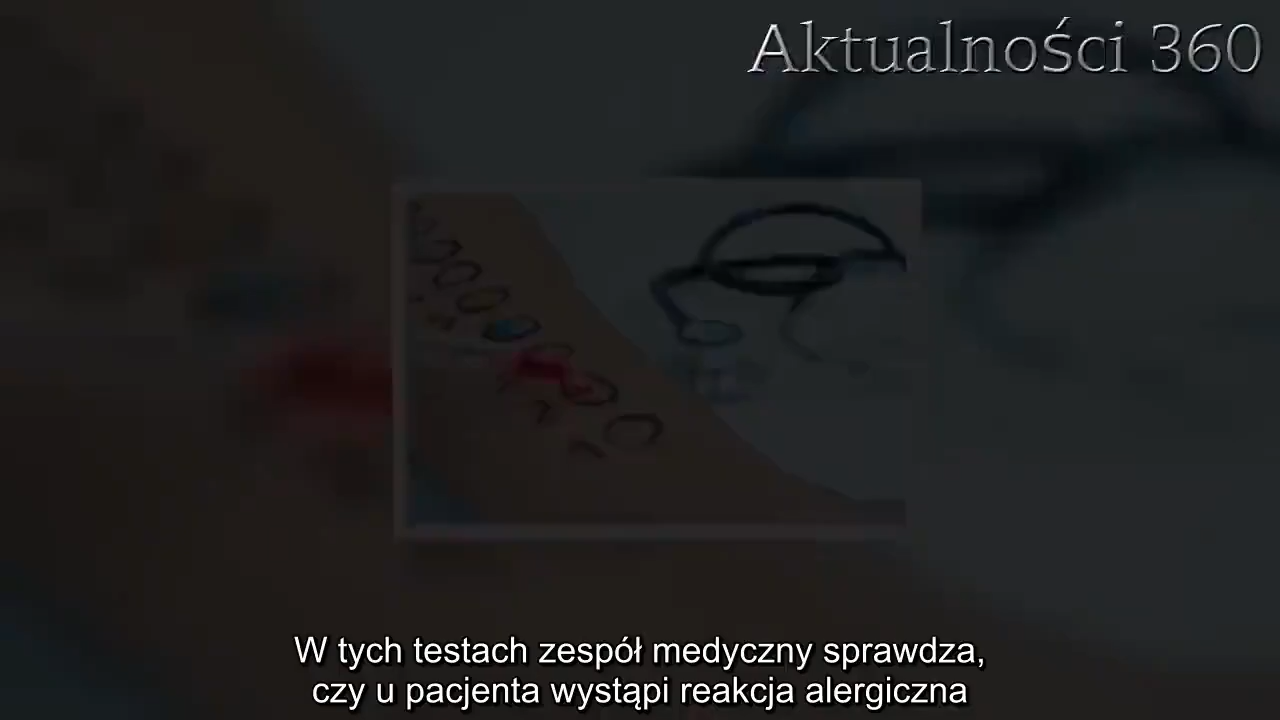 Aktualności 360
W tych testach zespół medyczny sprawdza,
czy u pacjenta wystąpi reakcja alergiczna